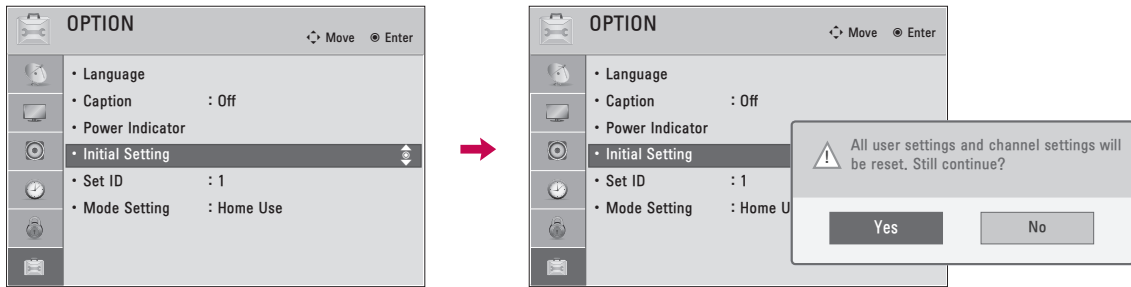 OPTION
Move Enter
• Language
• Caption : Off
• Power Indicator
• Initial Setting
• Set ID : 1
• Mode Setting : Home Use
OPTION
Move Enter
• Language
• Caption : Off
• Power Indicator
• Initial Setting
• Set ID : 1
• Mode Setting : Home U
All user settings and channel settings will
be reset. Still continue?
Yes No